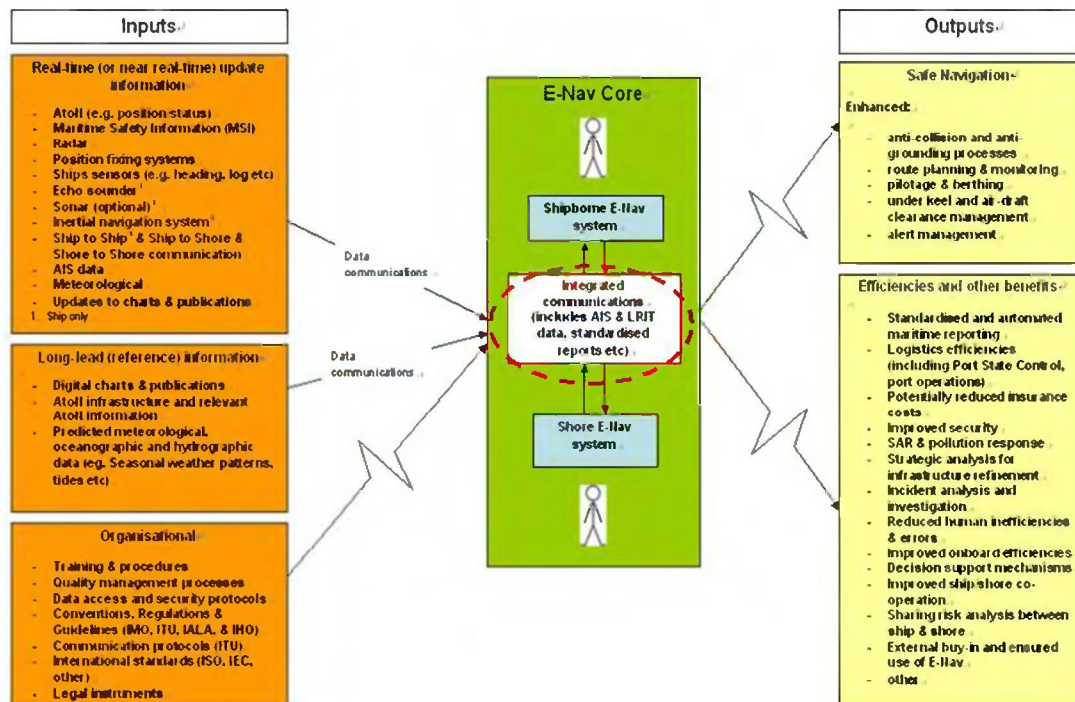 Inputs
Real-time (or near real-time) update
information
- Atoll (e.g. position/status)
- Maritime Safety Information (MSI)
- Radar
- Position fixing systems
- Ships sensors (e.g. heading, log etc)
- Echo sounder¹
- Sonar (optional)¹
- Inertial navigation system¹
- Ship to Ship¹ & Ship to Shore &
Shore to Shore communication
- AIS data
- Meteorological
- Updates to charts & publications
1. Ship only
Long-lead (reference) information
- Digital charts & publications
- Atoll infrastructure and relevant
Atoll information
- Predicted meteorological,
oceanographic and hydrographic
data (eg. Seasonal weather patterns,
tides etc)
Organisational
- Training & procedures
- Quality management processes
- Data access and security protocols
- Conventions, Regulations &
Guidelines (IMO, ITU, IALA, & IHO)
- Communication protocols (ITU)
- International standards (ISO, IEC,
other)
- Legal instruments
Data
communications
Data
communications
E-Nav Core
Shipborne E-Nav
system
Integrated
communications
(includes AIS & LRIT
data, standardised
reports etc)
Shore E-Nav
system
Outputs
Safe Navigation
Enhanced:
- anti-collision and anti-
grounding processes
- route planning & monitoring
- pilotage & berthing
- under keel and air-draft
clearance management
- alert management
Efficiencies and other benefits
- Standardised and automated
maritime reporting
- Logistics efficiencies
(including Port State Control,
port operations)
- Potentially reduced insurance
costs
- Improved security
- SAR & pollution response
- Strategic analysis for
infrastructure refinement
- Incident analysis and
investigation
- Reduced human inefficiencies
& errors
- Improved onboard efficiencies
- Decision support mechanisms
- Improved ship/shore co-
operation
- Sharing risk analysis between
ship & shore
- External buy-in and ensured
use of E-Nav
- other